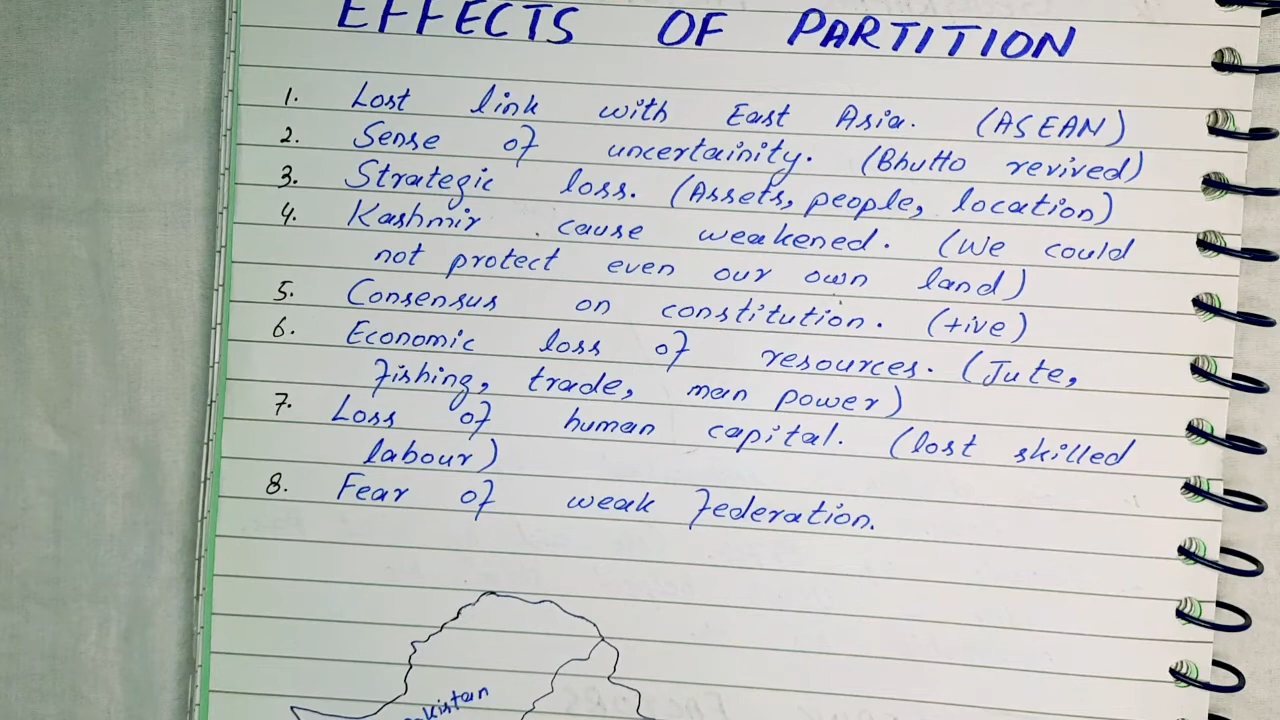 EFFECTS OF PARTITION
1. Lost link with East Asia. (ASEAN)
2. Sense of uncertainity. (Bhutto revived)
3. Strategic loss. (Assets, people, location)
4. Kashmir cause weakened. (We could
not protect even our own land)
5. Consensus on constitution. (+ive)
6. Economic loss of resources. (Jute,
fishing, trade, man power)
7. Loss of human capital. (lost skilled
labour)
8. Fear of weak federation.